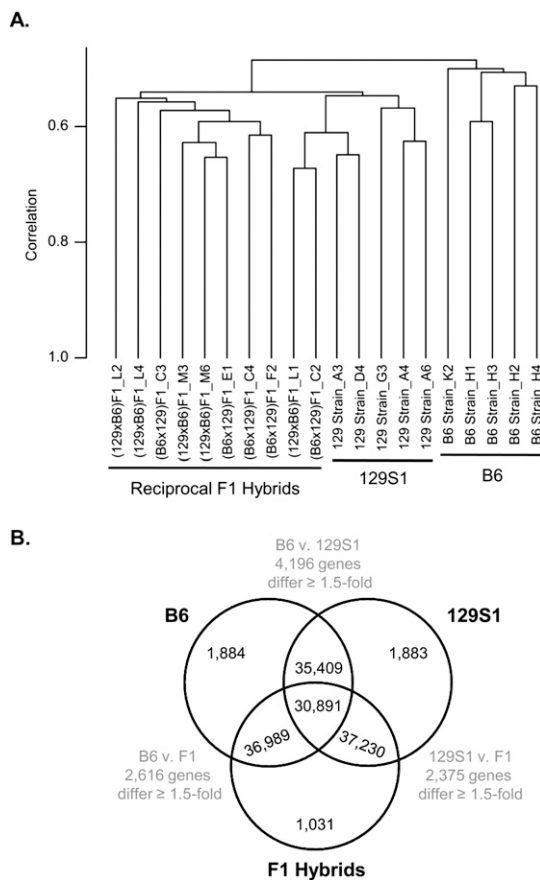 A.
Correlation
0.6
0.8
1.0
(129xB6)F1_L2
(129xB6)F1_L4
(B6x129)F1_C3
(129xB6)F1_M3
(129xB6)F1_M6
(B6x129)F1_E1
(B6x129)F1_C4
(B6x129)F1_F2
(129xB6)F1_L1
(B6x129)F1_C2
129 Strain_A3
129 Strain_D4
129 Strain_G3
129 Strain_A4
129 Strain_A6
B6 Strain_K2
B6 Strain_H1
B6 Strain_H3
B6 Strain_H2
B6 Strain_H4
Reciprocal F1 Hybrids
129S1
B6
B.
B6 v. 129S1
4,196 genes
differ ≥ 1.5-fold
B6
129S1
1,884
35,409
1,883
30,891
36,989
37,230
B6 v. F1
2,616 genes
differ ≥ 1.5-fold
129S1 v. F1
2,375 genes
differ ≥ 1.5-fold
1,031
F1 Hybrids